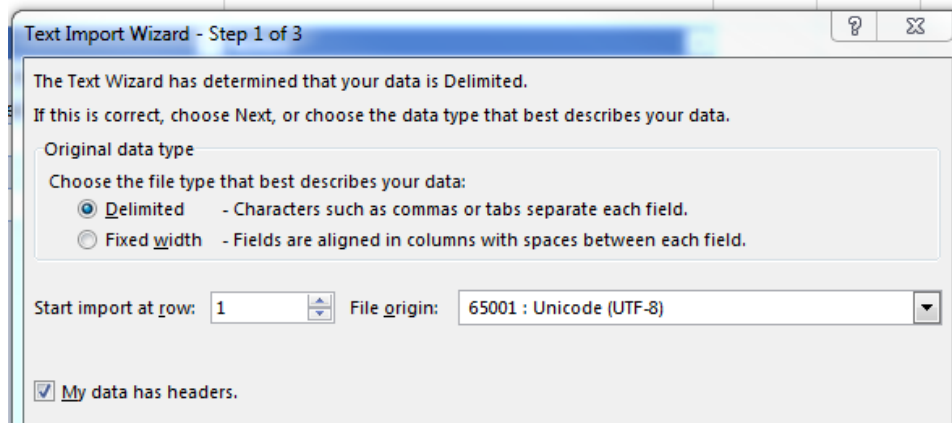 Text Import Wizard - Step 1 of 3
The Text Wizard has determined that your data is Delimited.
If this is correct, choose Next, or choose the data type that best describes your data.
Original data type
Choose the file type that best describes your data:
Delimited - Characters such as commas or tabs separate each field.
Fixed width - Fields are aligned in columns with spaces between each field.
Start import at row: 1 File origin: 65001 : Unicode (UTF-8)
My data has headers.